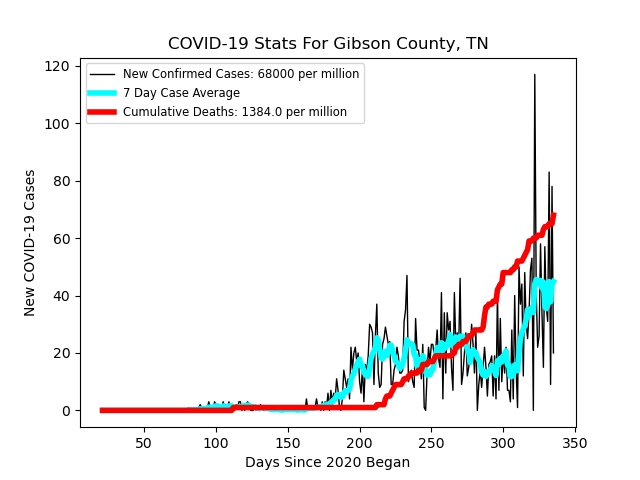 COVID-19 Stats For Gibson County, TN
New Confirmed Cases: 68000 per million
7 Day Case Average
Cumulative Deaths: 1384.0 per million
New COVID-19 Cases
120
100
80
60
40
20
0
50 100 150 200 250 300 350
Days Since 2020 Began